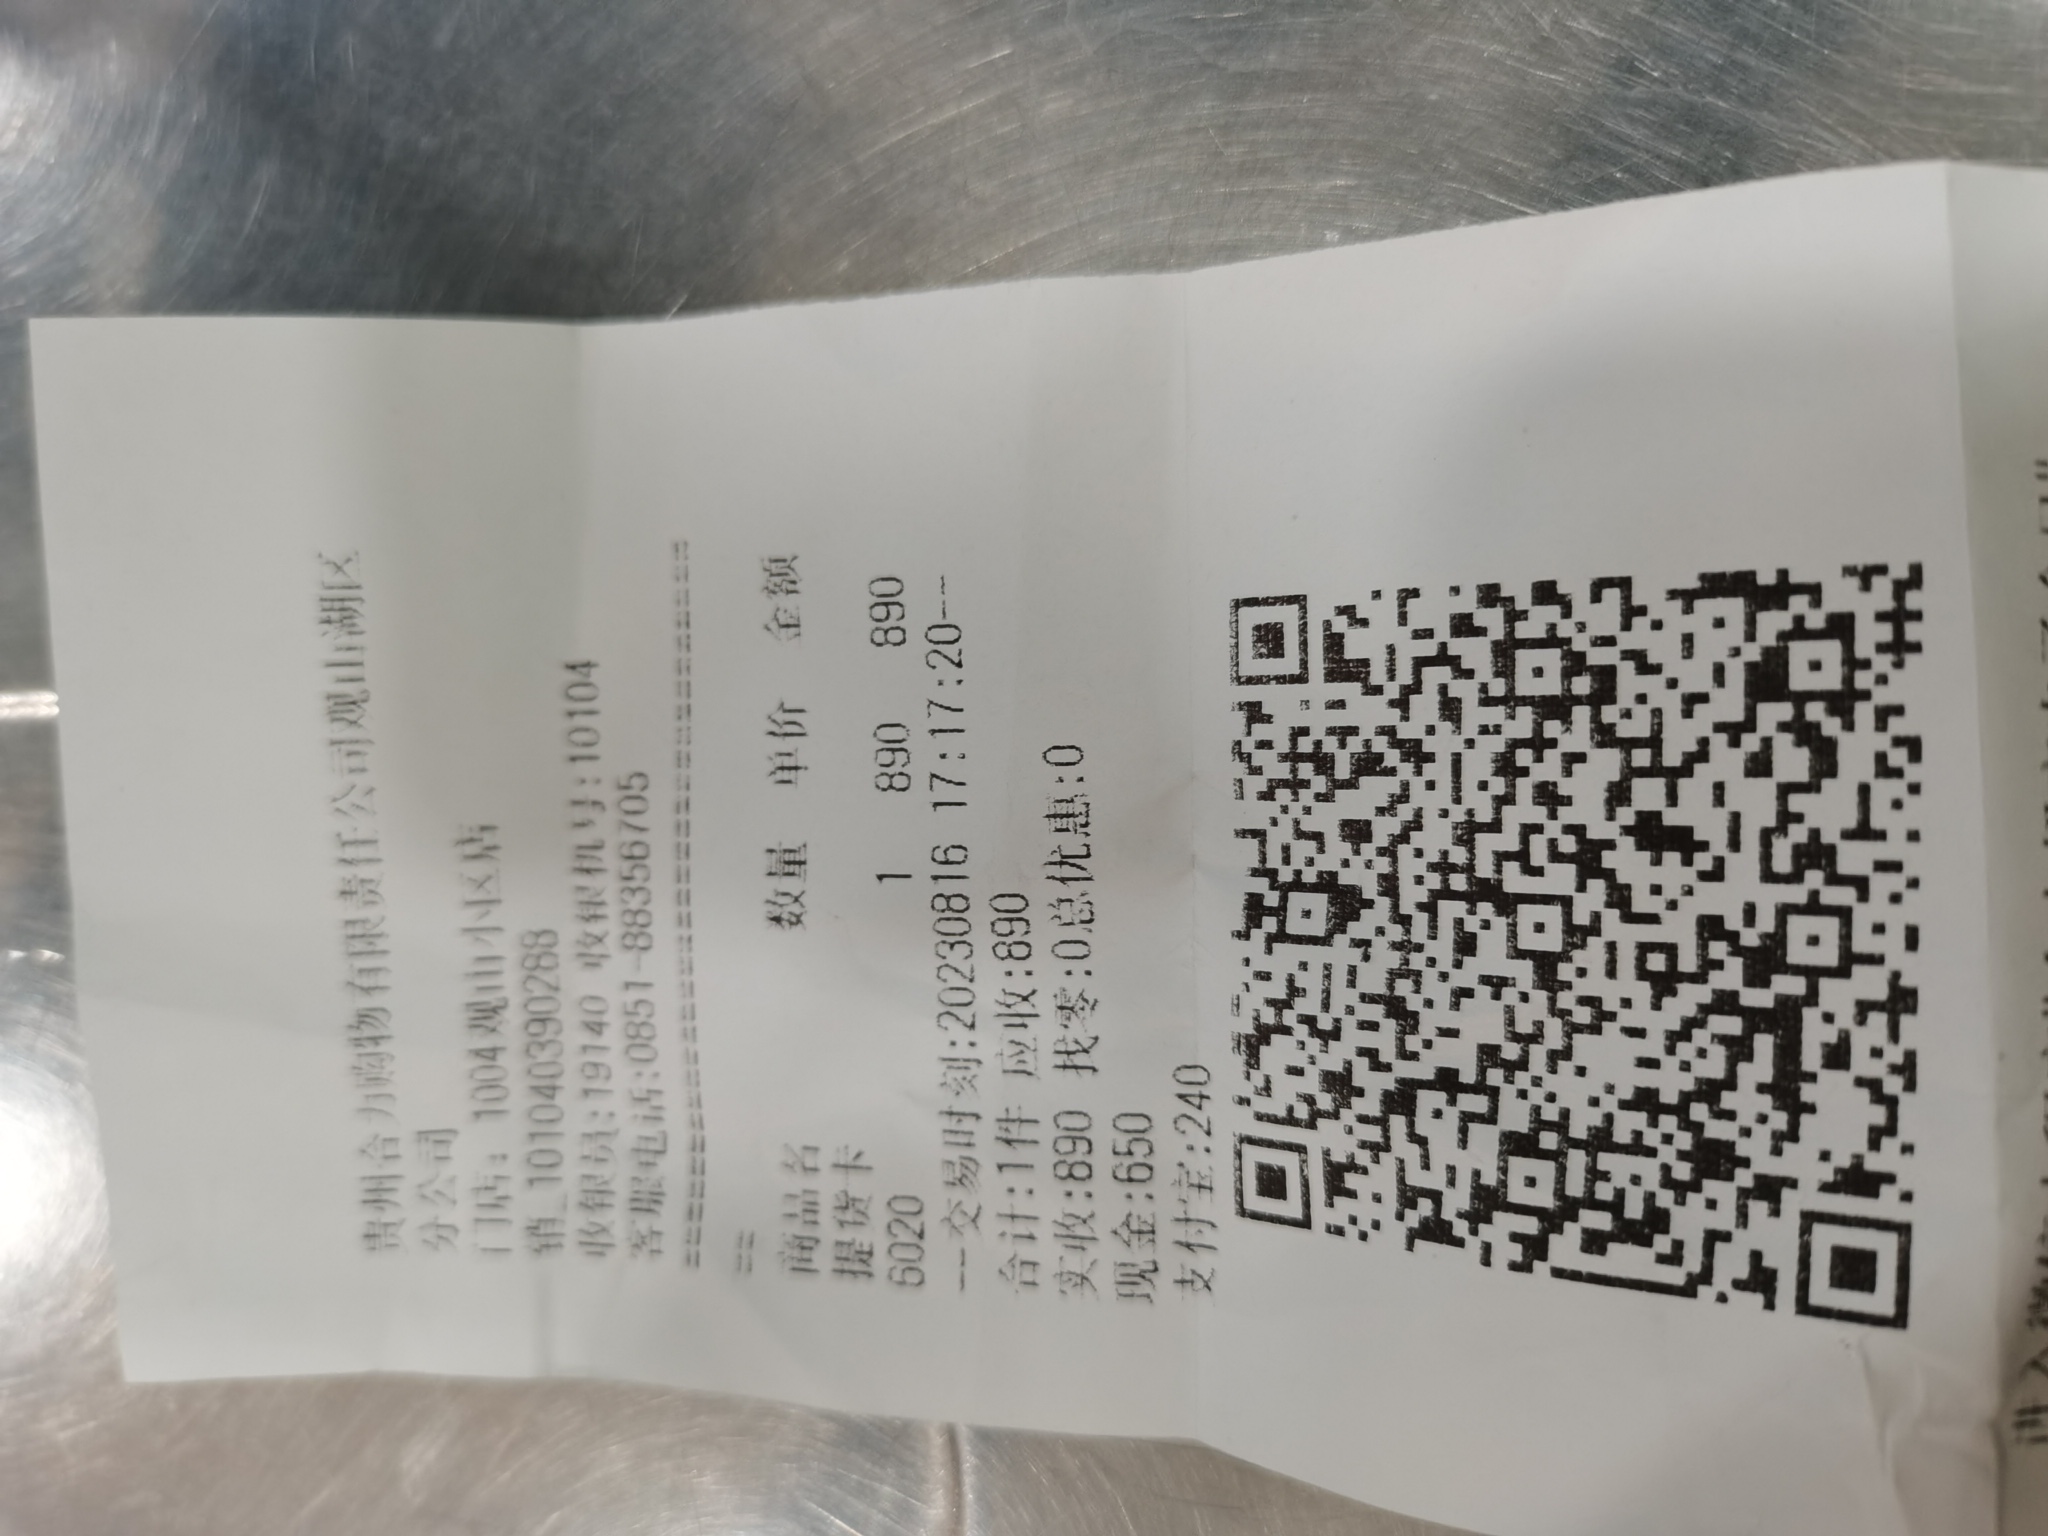 贵州合力购物有限责任公司观山湖区
分公司
门店: 1004观山小区店
销_101040390288
收银员:19140 收银机号:10104
客服电话:0851-88356705
==
商品名 数量 单价 金额
提货卡
6020 1 890 890
--交易时刻:20230816 17:17:20--
合计:1件 应收:890
实收:890 找零:0总优惠:0
现金:650
支付宝:240